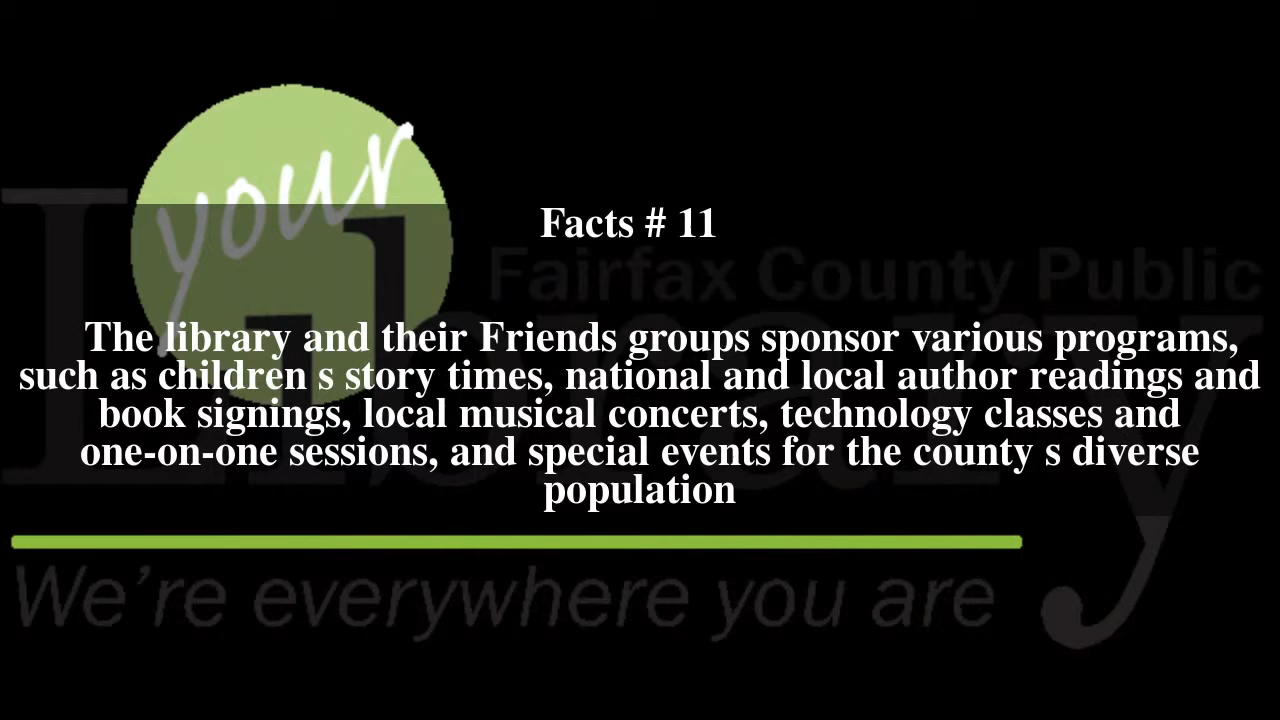 your
Facts # 11
Fairfax County Public
Library
The library and their Friends groups sponsor various programs,
such as children s story times, national and local author readings and
book signings, local musical concerts, technology classes and
one-on-one sessions, and special events for the county s diverse
population
We’re everywhere you are